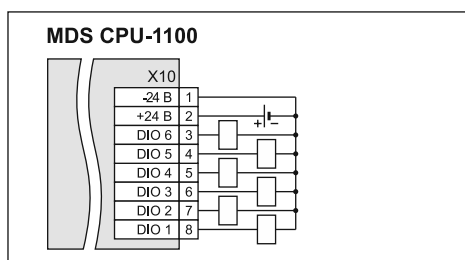 MDS CPU-1100
X10
-24 В 1
+24 В 2
DIO 6 3
DIO 5 4
DIO 4 5
DIO 3 6
DIO 2 7
DIO 1 8
+ −